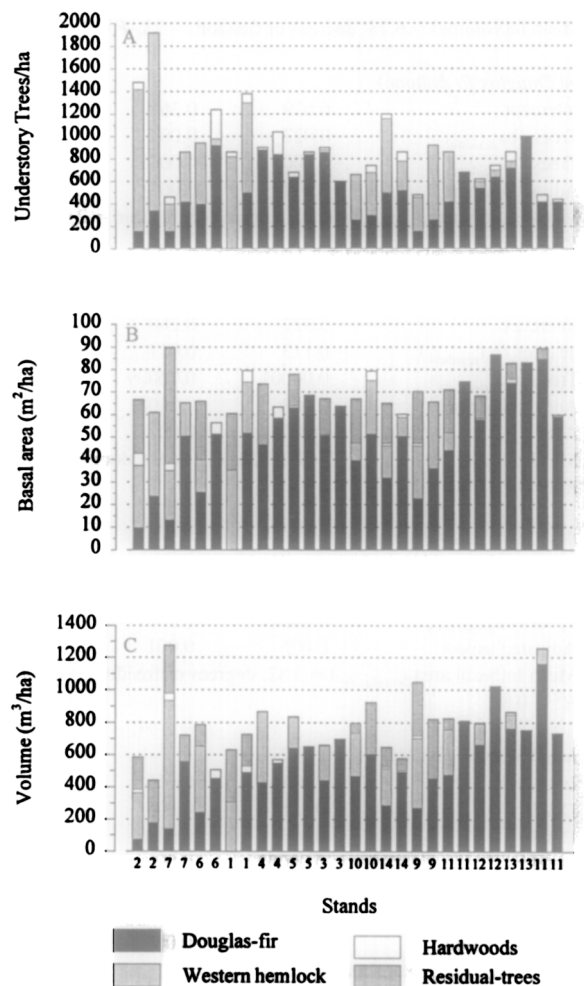 A
Understory Trees/ha
2000
1800
1600
1400
1200
1000
800
600
400
200
0
B
Basal area (m²/ha)
100
90
80
70
60
50
40
30
20
10
0
C
Volume (m³/ha)
1400
1200
1000
800
600
400
200
0
2 2 7 7 6 6 1 1 4 4 5 5 3 3 10 10 14 14 9 9 11 11 12 12 13 13 11 11
Stands
Douglas-fir
Hardwoods
Western hemlock
Residual-trees